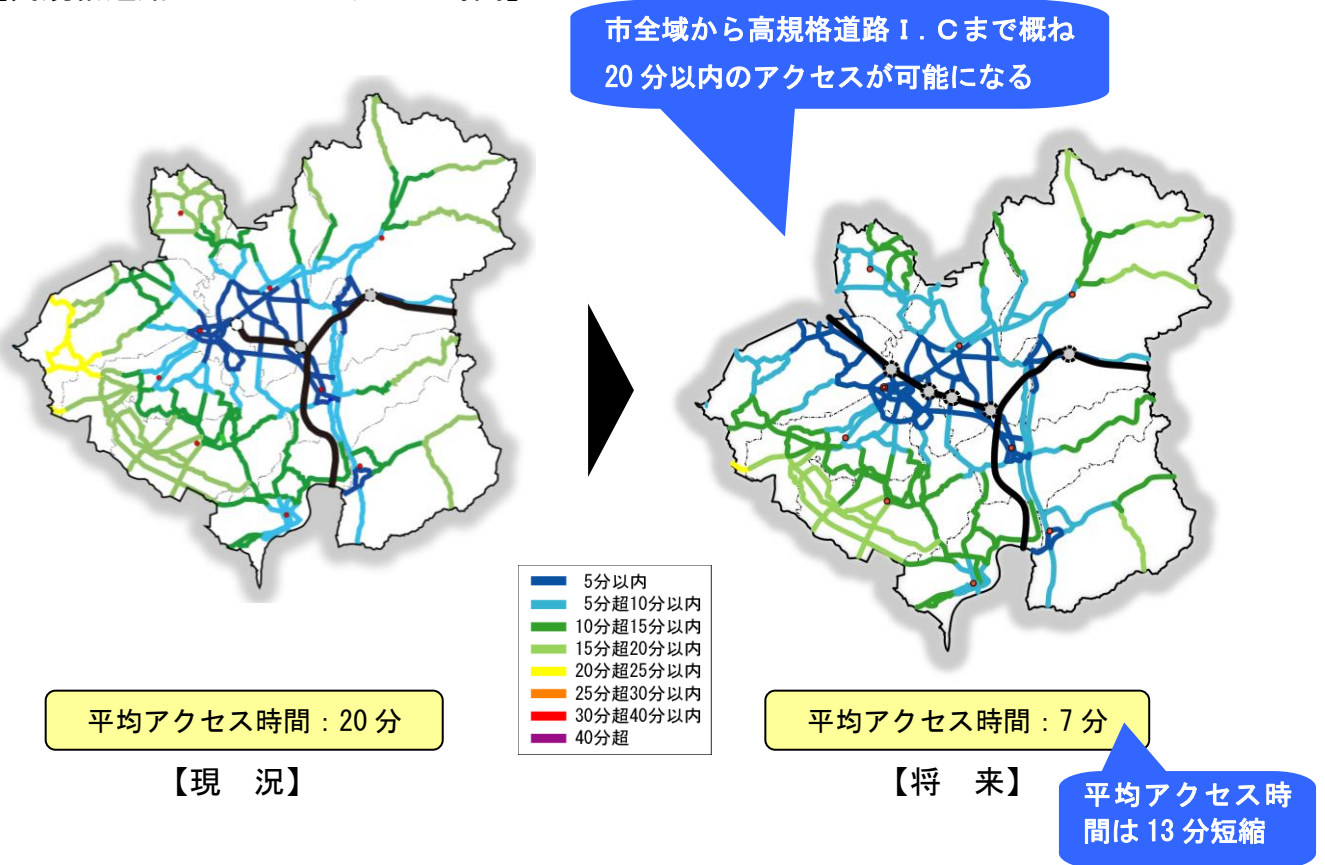 市全域から高規格道路I.Cまで概ね
20分以内のアクセスが可能になる
5分以内
5分超10分以内
10分超15分以内
15分超20分以内
20分超25分以内
25分超30分以内
30分超40分以内
40分超
平均アクセス時間：20分
【現　況】
平均アクセス時間：7分
【将　来】
平均アクセス時
間は13分短縮